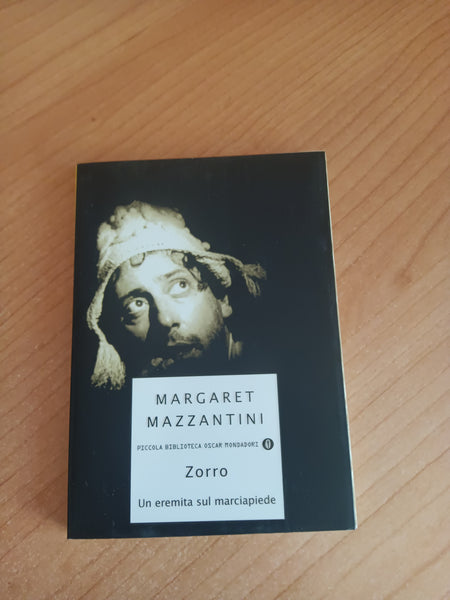 MARGARET
MAZZANTINI
PICCOLA BIBLIOTECA OSCAR MONDADORI
Zorro
Un eremita sul marciapiede